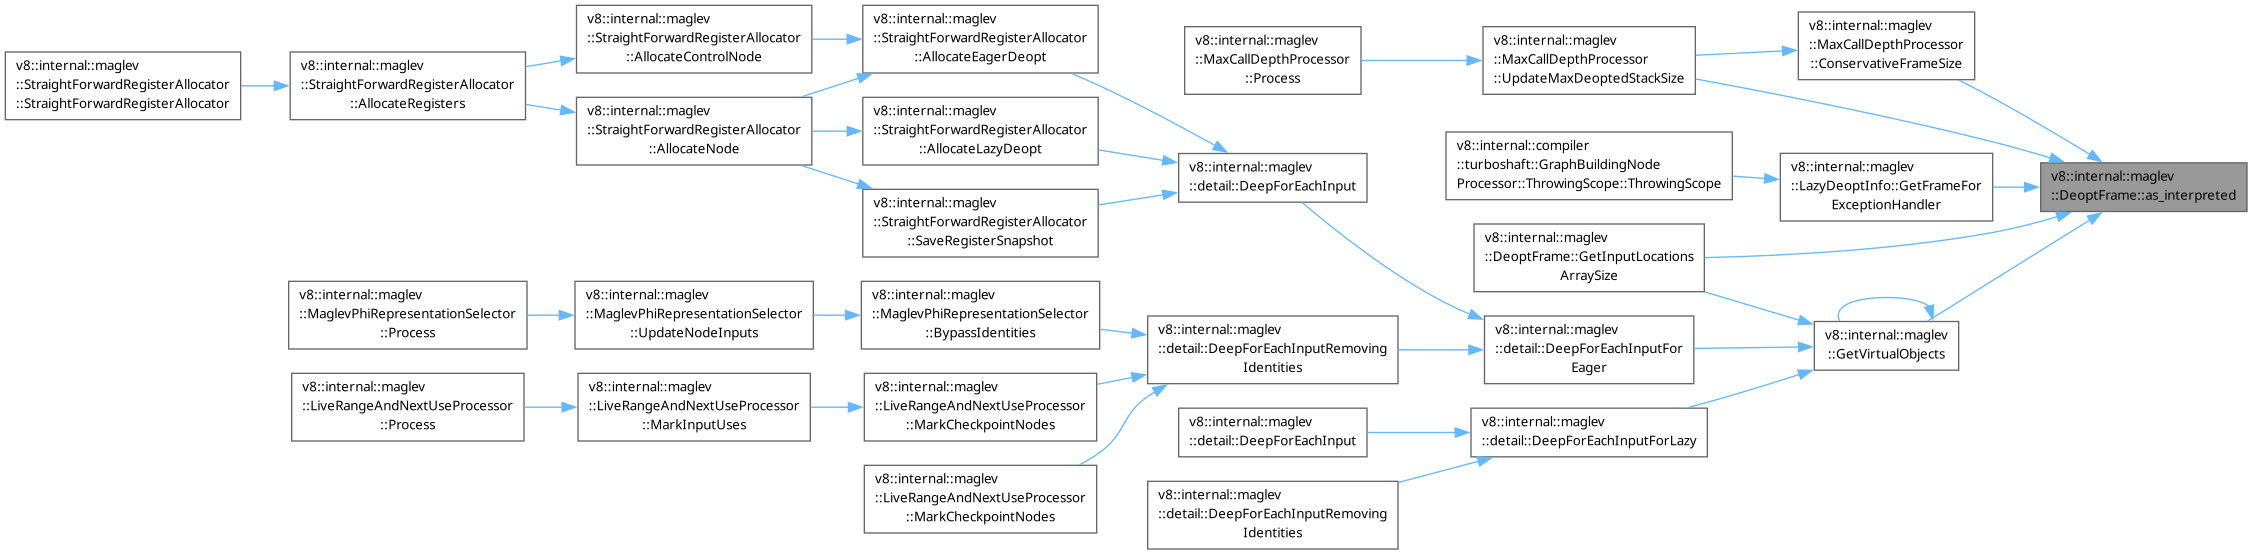 v8::internal::maglev
::StraightForwardRegisterAllocator
::StraightForwardRegisterAllocator
v8::internal::maglev
::StraightForwardRegisterAllocator
::AllocateRegisters
v8::internal::maglev
::StraightForwardRegisterAllocator
::AllocateControlNode
v8::internal::maglev
::StraightForwardRegisterAllocator
::AllocateNode
v8::internal::maglev
::StraightForwardRegisterAllocator
::AllocateEagerDeopt
v8::internal::maglev
::StraightForwardRegisterAllocator
::AllocateLazyDeopt
v8::internal::maglev
::StraightForwardRegisterAllocator
::SaveRegisterSnapshot
v8::internal::maglev
::detail::DeepForEachInput
v8::internal::maglev
::MaxCallDepthProcessor
::Process
v8::internal::maglev
::MaxCallDepthProcessor
::UpdateMaxDeoptedStackSize
v8::internal::maglev
::MaxCallDepthProcessor
::ConservativeFrameSize
v8::internal::compiler
::turboshaft::GraphBuildingNode
Processor::ThrowingScope::ThrowingScope
v8::internal::maglev
::LazyDeoptInfo::GetFrameFor
ExceptionHandler
v8::internal::maglev
::DeoptFrame::as_interpreted
v8::internal::maglev
::DeoptFrame::GetInputLocations
ArraySize
v8::internal::maglev
::GetVirtualObjects
v8::internal::maglev
::MaglevPhiRepresentationSelector
::Process
v8::internal::maglev
::MaglevPhiRepresentationSelector
::UpdateNodeInputs
v8::internal::maglev
::MaglevPhiRepresentationSelector
::BypassIdentities
v8::internal::maglev
::detail::DeepForEachInputRemoving
Identities
v8::internal::maglev
::detail::DeepForEachInputFor
Eager
v8::internal::maglev
::LiveRangeAndNextUseProcessor
::Process
v8::internal::maglev
::LiveRangeAndNextUseProcessor
::MarkInputUses
v8::internal::maglev
::LiveRangeAndNextUseProcessor
::MarkCheckpointNodes
v8::internal::maglev
::detail::DeepForEachInput
v8::internal::maglev
::detail::DeepForEachInputForLazy
v8::internal::maglev
::LiveRangeAndNextUseProcessor
::MarkCheckpointNodes
v8::internal::maglev
::detail::DeepForEachInputRemoving
Identities